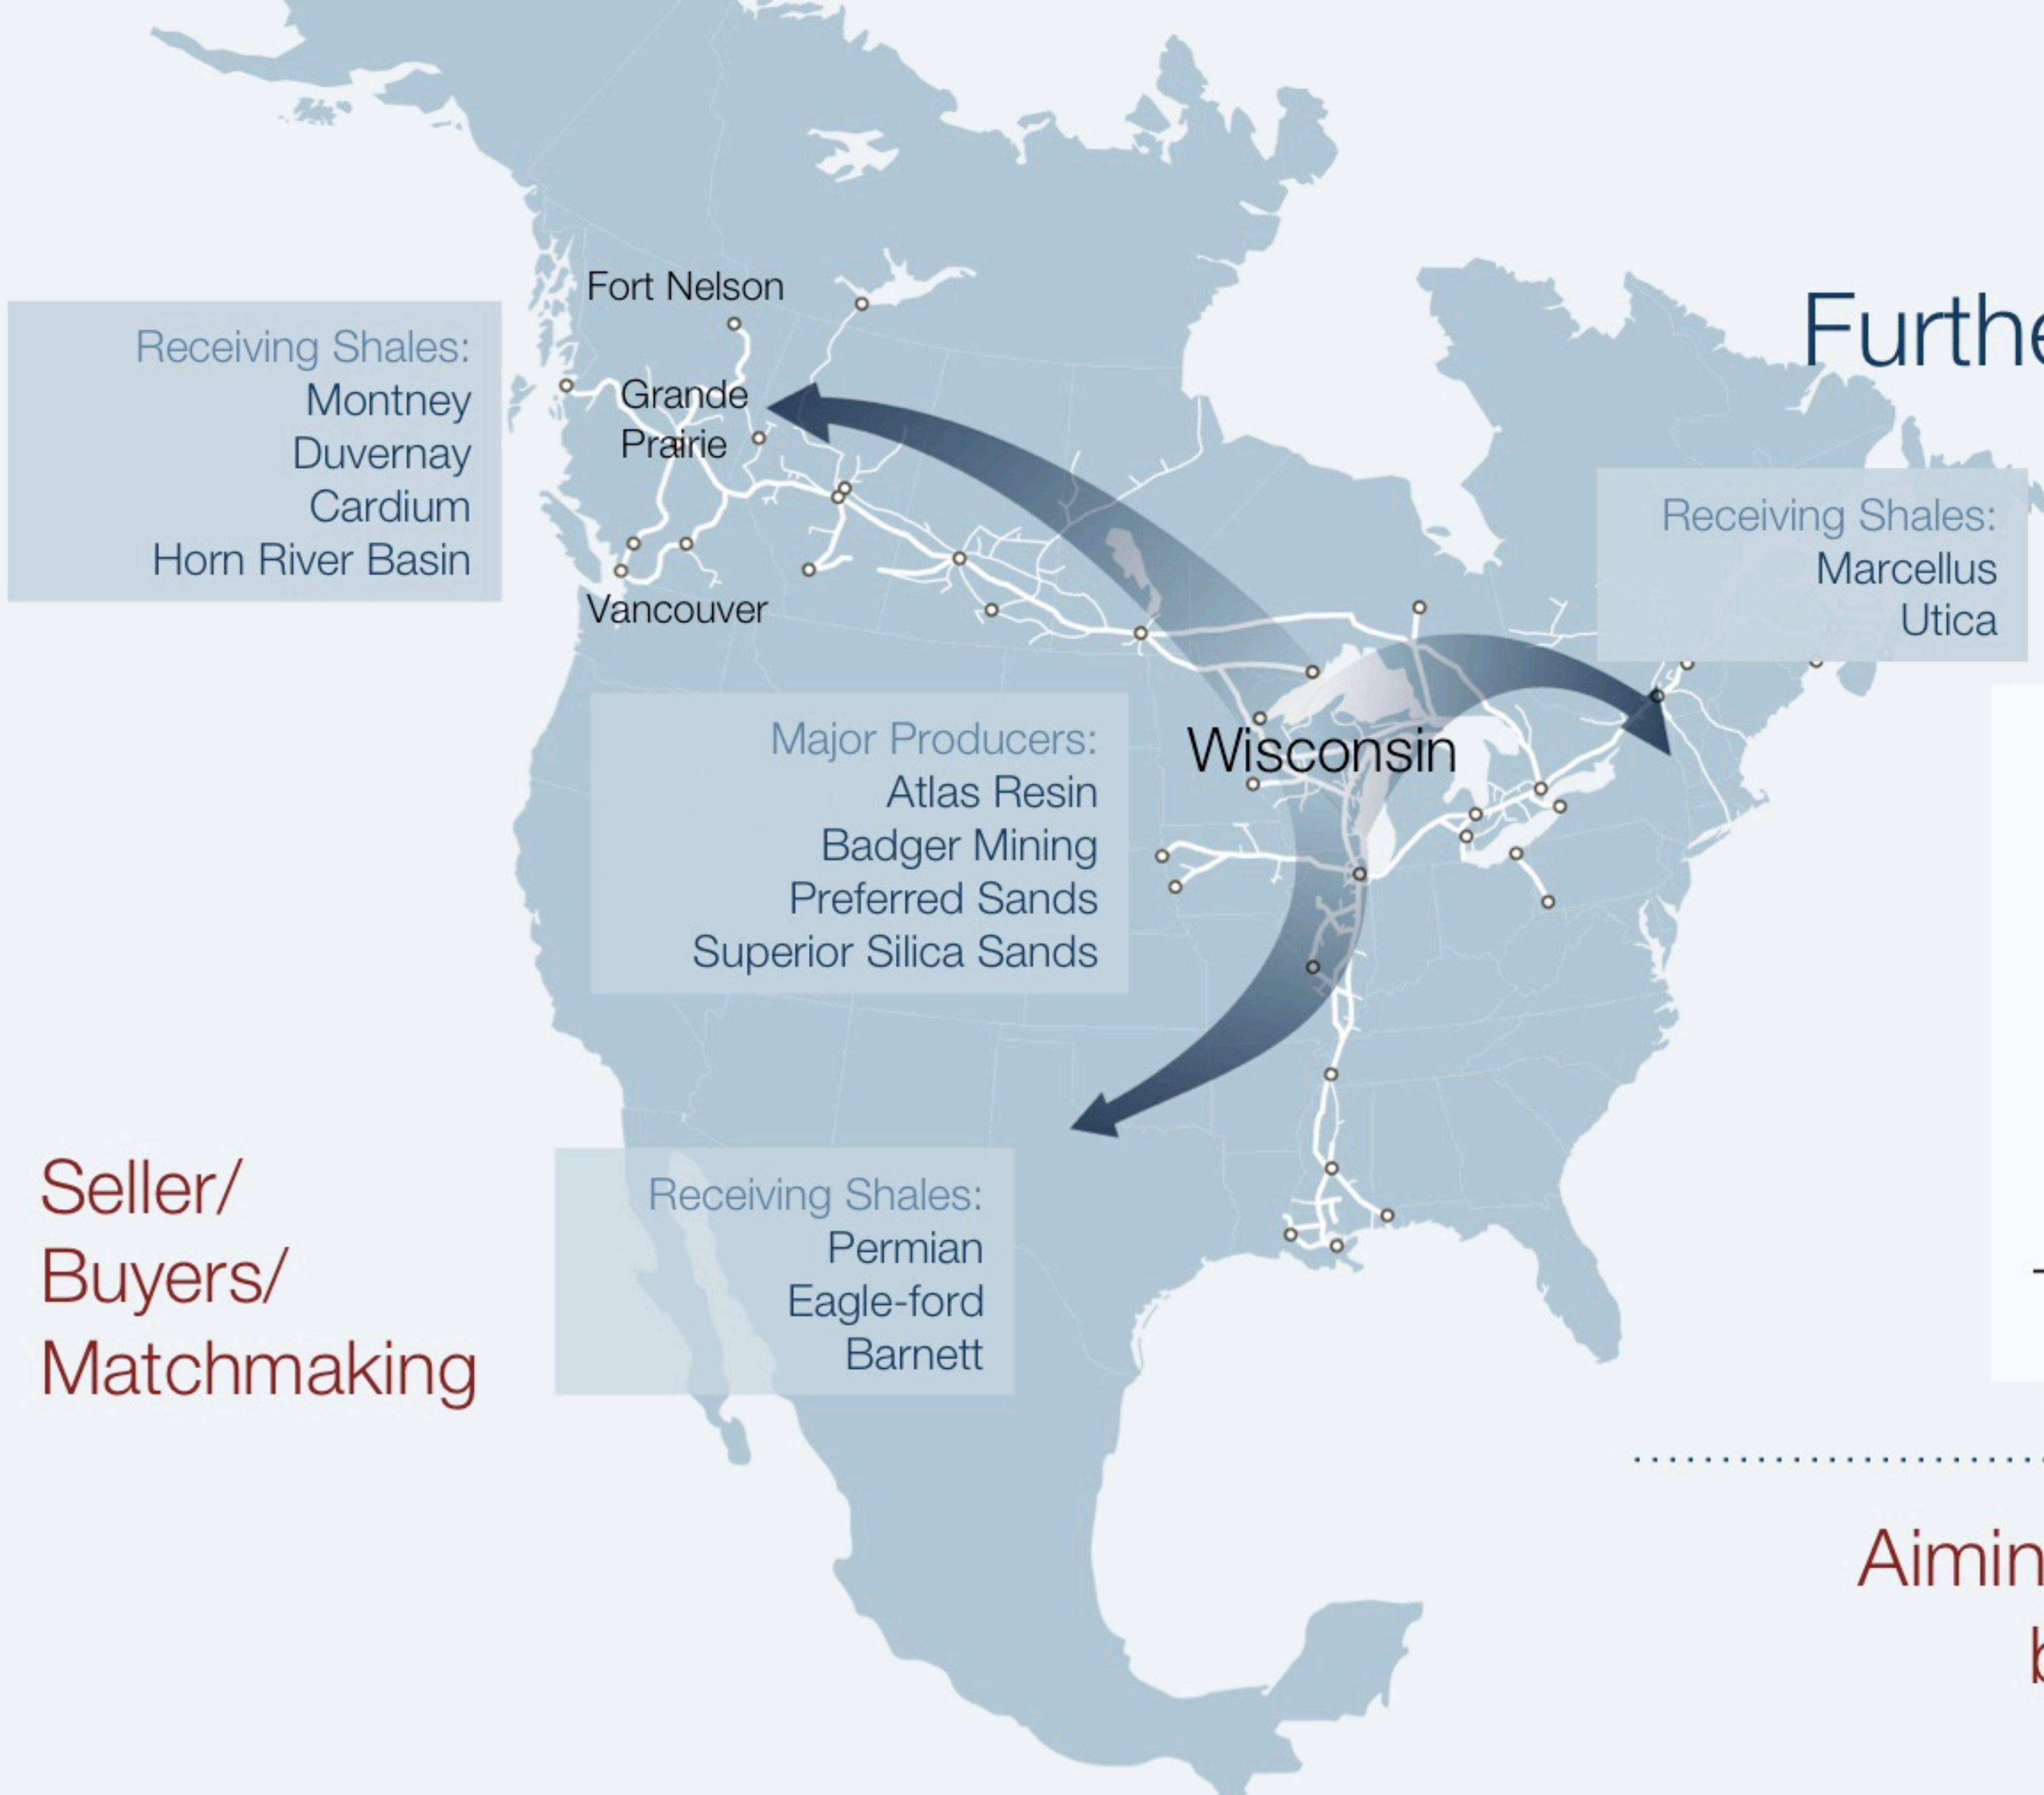 Fort Nelson
Receiving Shales:
Montney
Duvernay
Cardium
Horn River Basin
Grande
Prairie
Vancouver
Receiving Shales:
Marcellus
Utica
Major Producers:
Atlas Resin
Badger Mining
Preferred Sands
Superior Silica Sands
Wisconsin
Receiving Shales:
Permian
Eagle-ford
Barnett
Seller/
Buyers/
Matchmaking